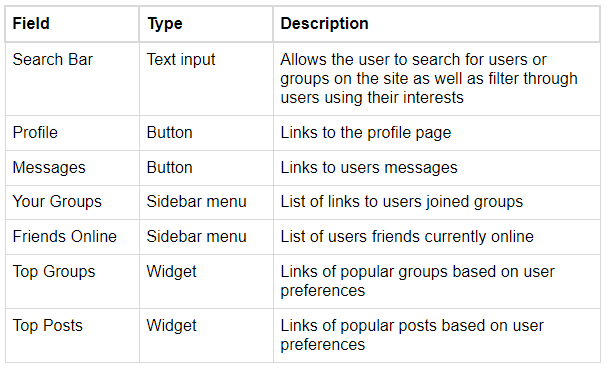 Field Type Description
Search Bar Text input Allows the user to search for users or
groups on the site as well as filter through
users using their interests
Profile Button Links to the profile page
Messages Button Links to users messages
Your Groups Sidebar menu List of links to users joined groups
Friends Online Sidebar menu List of users friends currently online
Top Groups Widget Links of popular groups based on user
preferences
Top Posts Widget Links of popular posts based on user
preferences